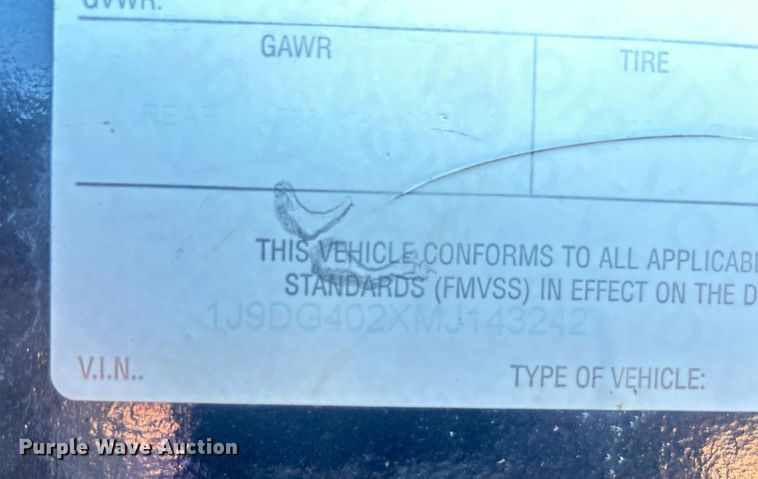 GVWR:
GAWR TIRE
REAR
THIS VEHICLE CONFORMS TO ALL
STANDARDS (FMVSS) IN EFFECT ON THE
1J9DG402XMJ143242
V.I.N..
TYPE OF VEHICLE:
Purple Wave Auction